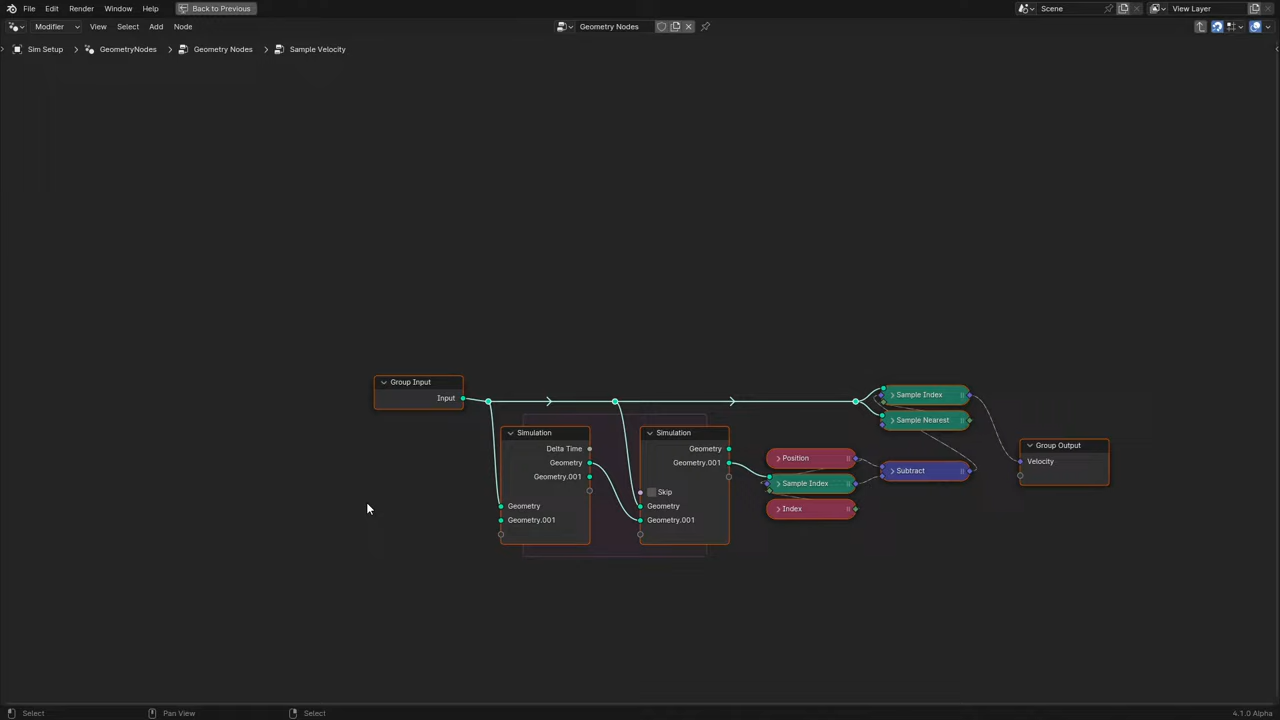 File Edit Render Window Help Back to Previous Scene View Layer
Modifier View Select Add Node Geometry Nodes
Sim Setup GeometryNodes Geometry Nodes Sample Velocity
Group Input
Input
Simulation
Delta Time
Geometry
Geometry.001
Geometry
Geometry.001
Simulation
Geometry
Geometry.001
Skip
Geometry
Geometry.001
Position
Sample Index
Index
Sample Index
Sample Nearest
Subtract
Group Output
Velocity
Select Pan View Select 4.1.0 Alpha